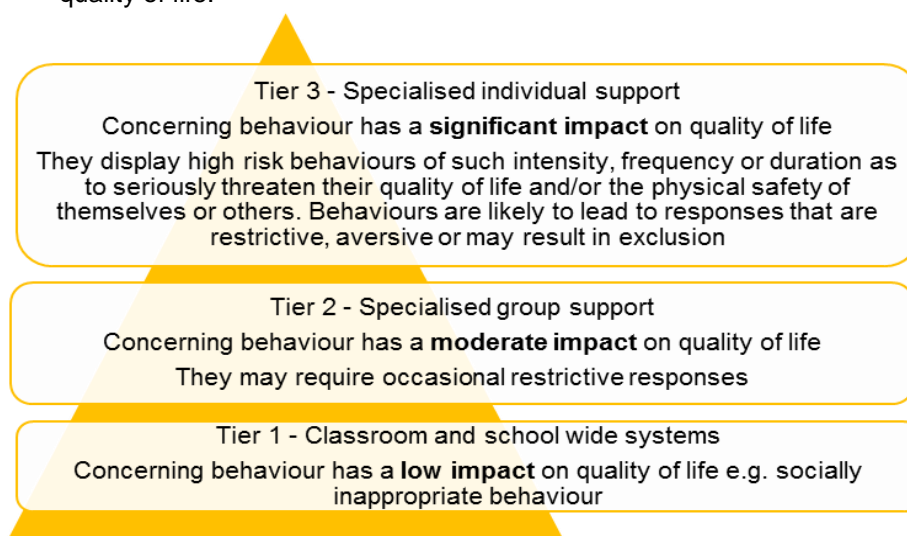 quality of life.
Tier 3 - Specialised individual support
Concerning behaviour has a significant impact on quality of life
They display high risk behaviours of such intensity, frequency or duration as
to seriously threaten their quality of life and/or the physical safety of
themselves or others. Behaviours are likely to lead to responses that are
restrictive, aversive or may result in exclusion
Tier 2 - Specialised group support
Concerning behaviour has a moderate impact on quality of life
They may require occasional restrictive responses
Tier 1 - Classroom and school wide systems
Concerning behaviour has a low impact on quality of life e.g. socially
inappropriate behaviour